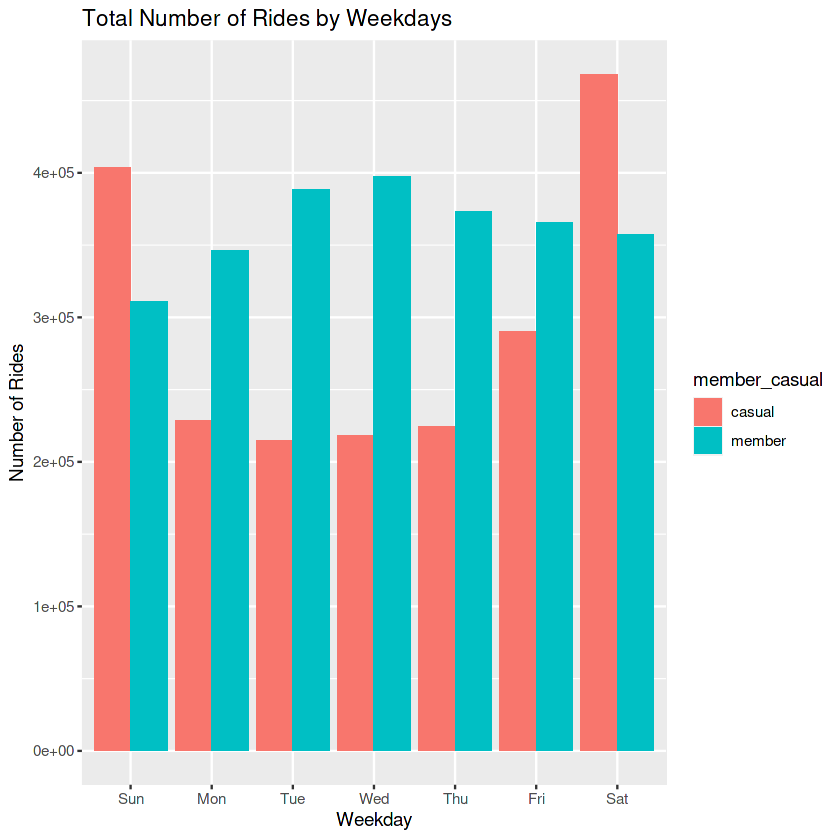 Total Number of Rides by Weekdays
4e+05
3e+05
2e+05
1e+05
0e+00
Number of Rides
Sun Mon Tue Wed Thu Fri Sat
Weekday
member_casual
casual
member